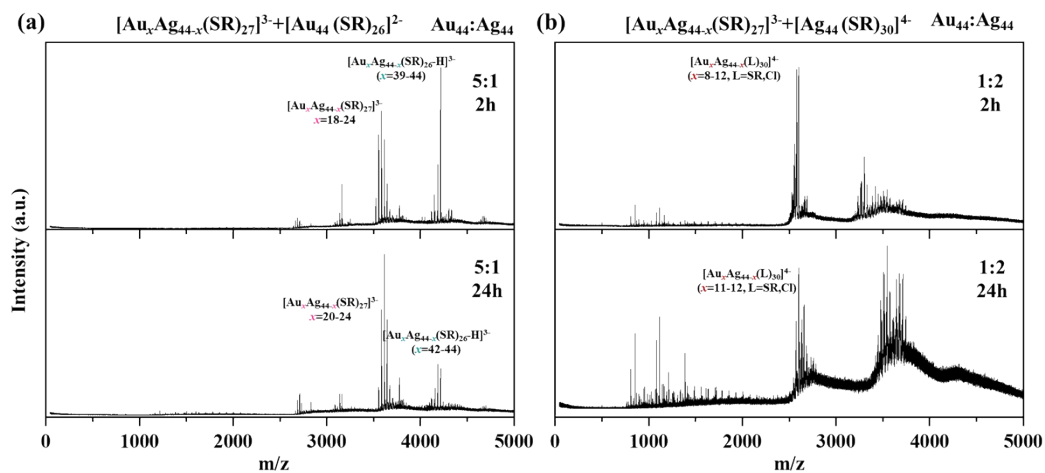 (a) [AuxAg44-x(SR)27]3-+[Au44 (SR)26]2- Au44:Ag44
[AuxAg44-x(SR)26-H]3-
(x=39-44)
5:1
2h
[AuxAg44-x(SR)27]3-
x=18-24
5:1
24h
[AuxAg44-x(SR)27]3-
x=20-24
[AuxAg44-x(SR)26-H]3-
(x=42-44)
Intensity (a.u.)
0 1000 2000 3000 4000 5000
m/z
(b) [AuxAg44-x(SR)27]3-+[Ag44 (SR)30]4- Au44:Ag44
[AuxAg44-x(L)30]4-
(x=8-12, L=SR,Cl)
1:2
2h
[AuxAg44-x(L)30]4-
(x=11-12, L=SR,Cl)
1:2
24h
0 1000 2000 3000 4000 5000
m/z